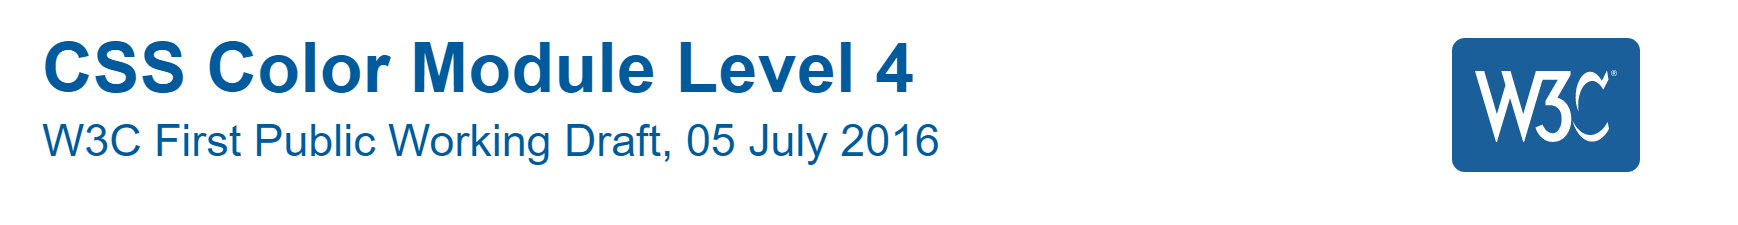 CSS Color Module Level 4
W3C First Public Working Draft, 05 July 2016
W3C®